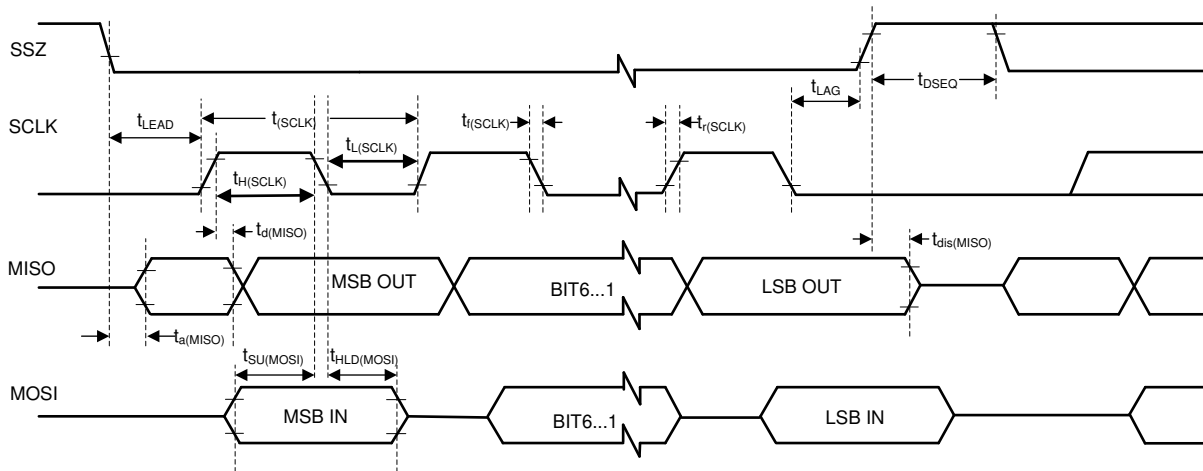 SSZ
tDSEQ
tLAG
SCLK
tLEAD
t(SCLK)
tf(SCLK)
tr(SCLK)
tL(SCLK)
tH(SCLK)
td(MISO)
tdis(MISO)
MISO
MSB OUT
BIT6...1
LSB OUT
ta(MISO)
tSU(MOSI)
tHLD(MOSI)
MOSI
MSB IN
BIT6...1
LSB IN